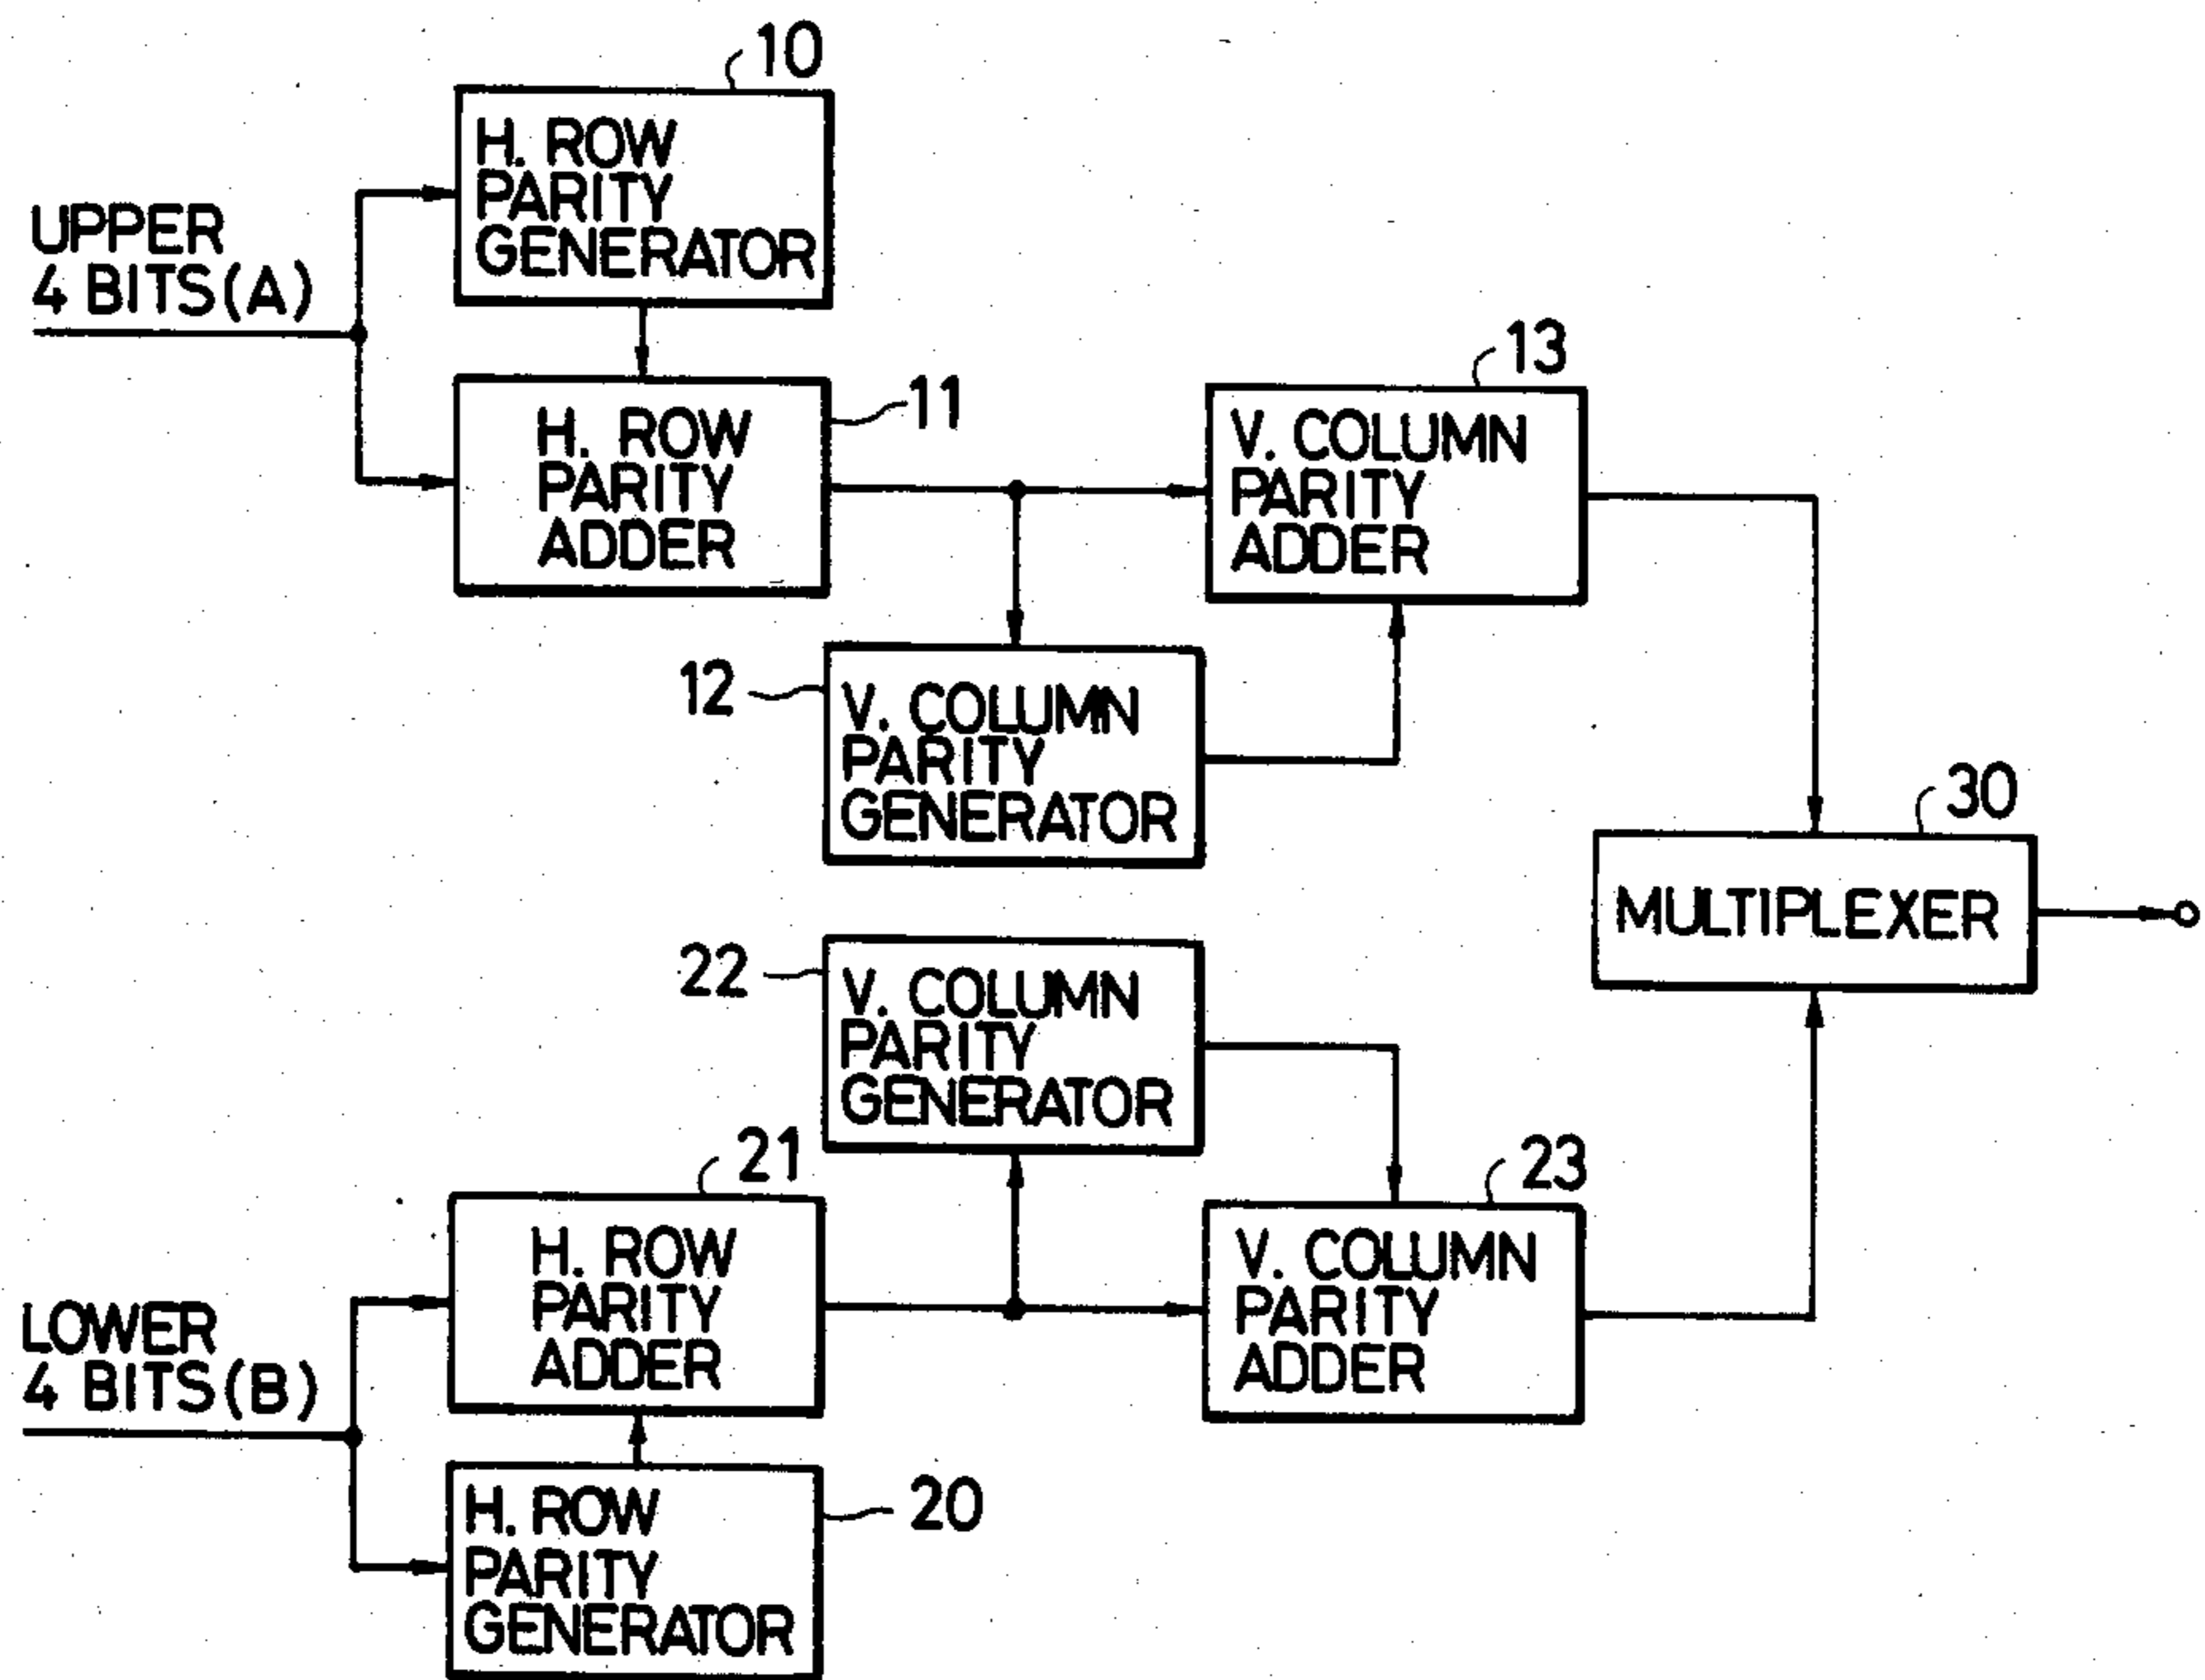 10
H. ROW
PARITY
GENERATOR
UPPER
4 BITS(A)
11
H. ROW
PARITY
ADDER
13
V. COLUMN
PARITY
ADDER
12
V. COLUMN
PARITY
GENERATOR
30
MULTIPLEXER
22
V. COLUMN
PARITY
GENERATOR
21
H. ROW
PARITY
ADDER
23
V. COLUMN
PARITY
ADDER
LOWER
4 BITS(B)
20
H. ROW
PARITY
GENERATOR